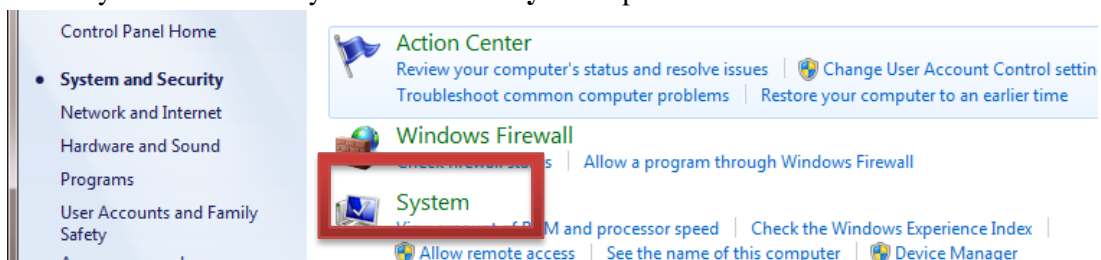 Control Panel Home
System and Security
Network and Internet
Hardware and Sound
Programs
User Accounts and Family
Safety
Action Center
Review your computer's status and resolve issues
Change User Account Control settin
Troubleshoot common computer problems
Restore your computer to an earlier time
Windows Firewall
Allow a program through Windows Firewall
System
and processor speed
Check the Windows Experience Index
Allow remote access
See the name of this computer
Device Manager